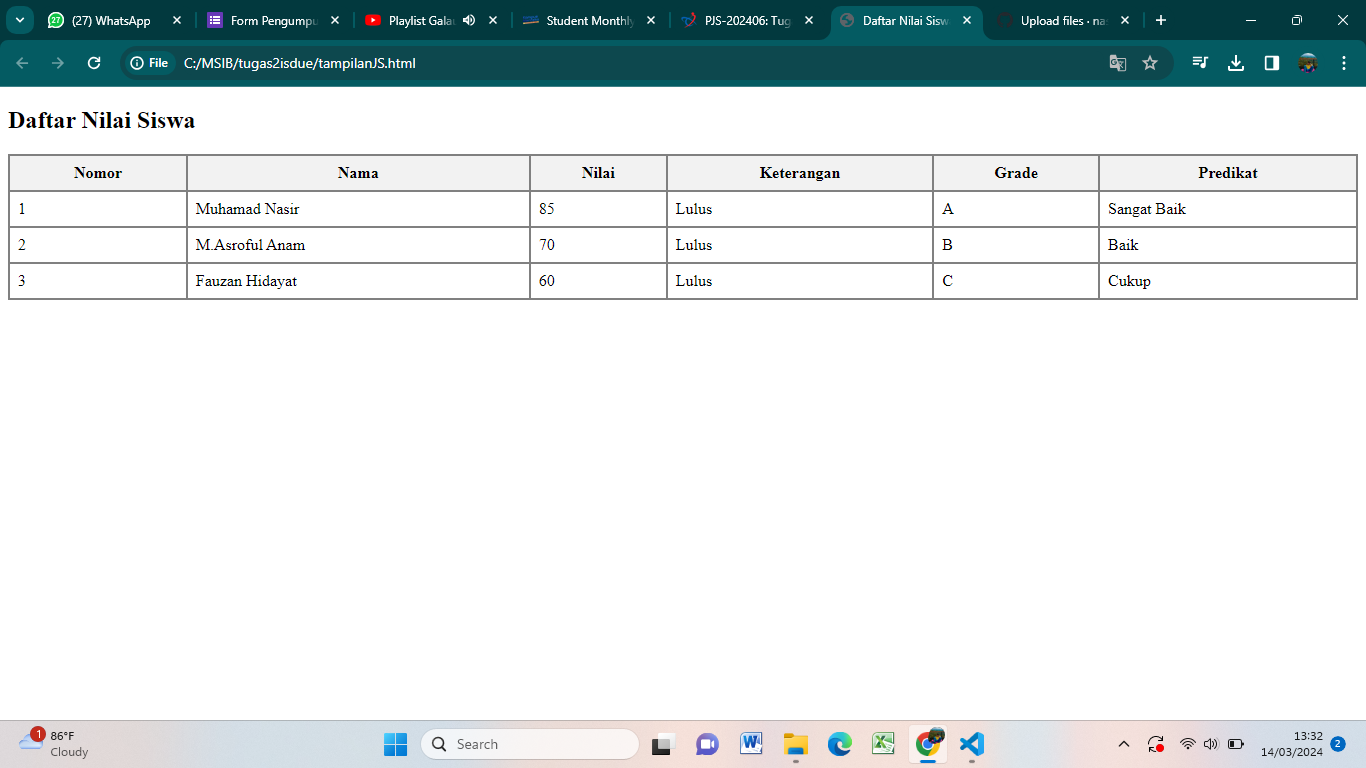 (27) WhatsApp
Form Pengumpu
Playlist Galau
Student Monthly
PJS-202406: Tug
Daftar Nilai Sisw
Upload files · nas
File C:/MSIB/tugas2isdue/tampilanJS.html
Daftar Nilai Siswa
Nomor Nama Nilai Keterangan Grade Predikat
1 Muhamad Nasir 85 Lulus A Sangat Baik
2 M.Asroful Anam 70 Lulus B Baik
3 Fauzan Hidayat 60 Lulus C Cukup
1
86°F
Cloudy
Search
13:32
14/03/2024
2